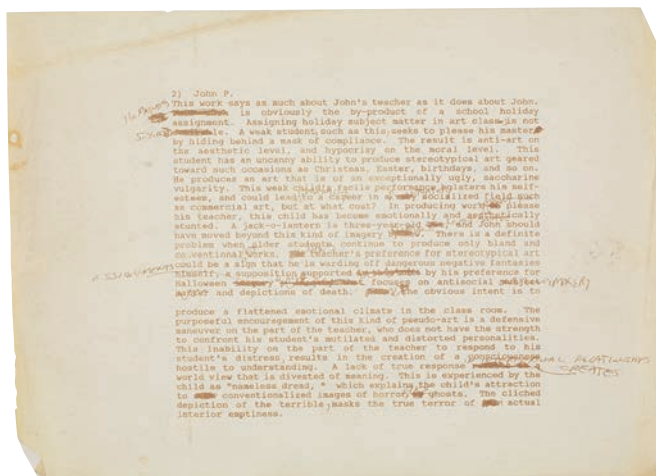 2) John P.
This work says as much about John's teacher as it does about John.
is obviously the by-product of a school holiday
assignment. Assigning holiday subject matter in art class is not
A weak student such as this seeks to please his master
by hiding behind a mask of compliance. The result is anti-art on
the aesthetic level, and hypocrisy on the moral level. This
student has an uncanny ability to produce stereotypical art geared
toward such occasions as Christmas, Easter, birthdays, and so on.
He produces an art that is of an exceptionally ugly, saccharine
vulgarity. This weak child's facile performance bolsters his self-
esteem, and could lead to a career in a socialized field such
as commercial art, but at what cost? In producing work please
his teacher, this child has become emotionally and aesthetically
stunted. A jack-o-lantern is three-year-old and John should
have moved beyond this kind of imagery There is a definite
problem when older students continue to produce only bland and
conventional works. teacher's preference for stereotypical art
ASSIGNMENTS could be a sign that he is warding off dangerous negative fantasies
himself, a supposition supported by his preference for
Halloween focuses on antisocial subject IMAGERY
matter and depictions of death. the obvious intent is to
produce a flattened emotional climate in the class room. The
purposeful encouragement of this kind of pseudo-art is a defensive
maneuver on the part of the teacher, who does not have the strength
to confront his student's mutilated and distorted personalities.
This inability on the part of the teacher to respond to his
student's distress results in the creation of a consciousness
hostile to understanding. A lack of true response a RELATIONSHIPS
CREATES
world view that is divested of meaning. This is experienced by the
child as "nameless dread," which explains the child's attraction
to conventionalized images of horror ghosts. The cliched
depiction of the terrible masks the true terror of actual
interior emptiness.